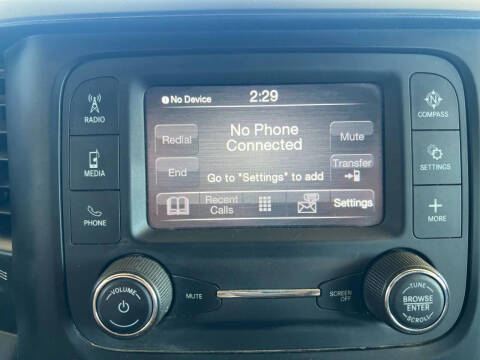 No Device
2:29
RADIO
MEDIA
PHONE
Redial
End
No Phone
Connected
Mute
Transfer
Go to "Settings" to add
Recent
Calls
Settings
COMPASS
SETTINGS
MORE
VOLUME
MUTE
SCREEN
OFF
TUNE
BROWSE
ENTER
SCROLL